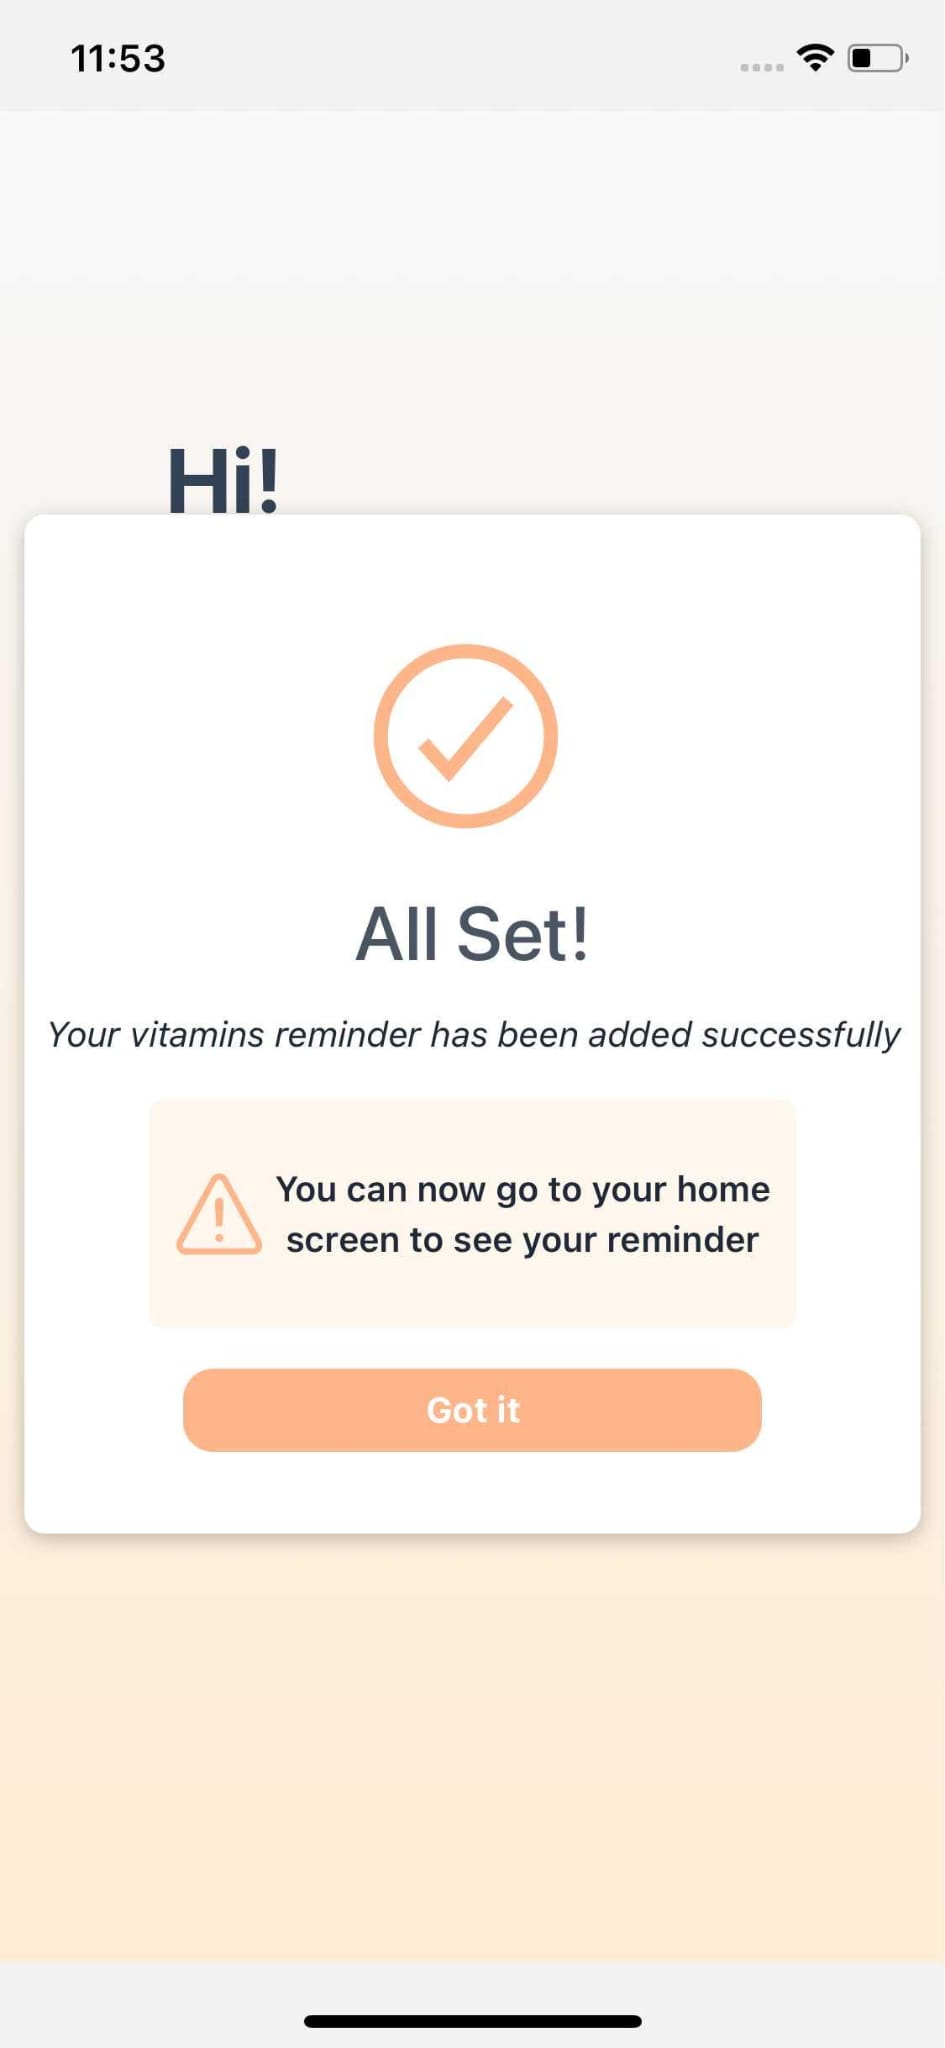 11:53
Hi!
All Set!
Your vitamins reminder has been added successfully
You can now go to your home
screen to see your reminder
Got it